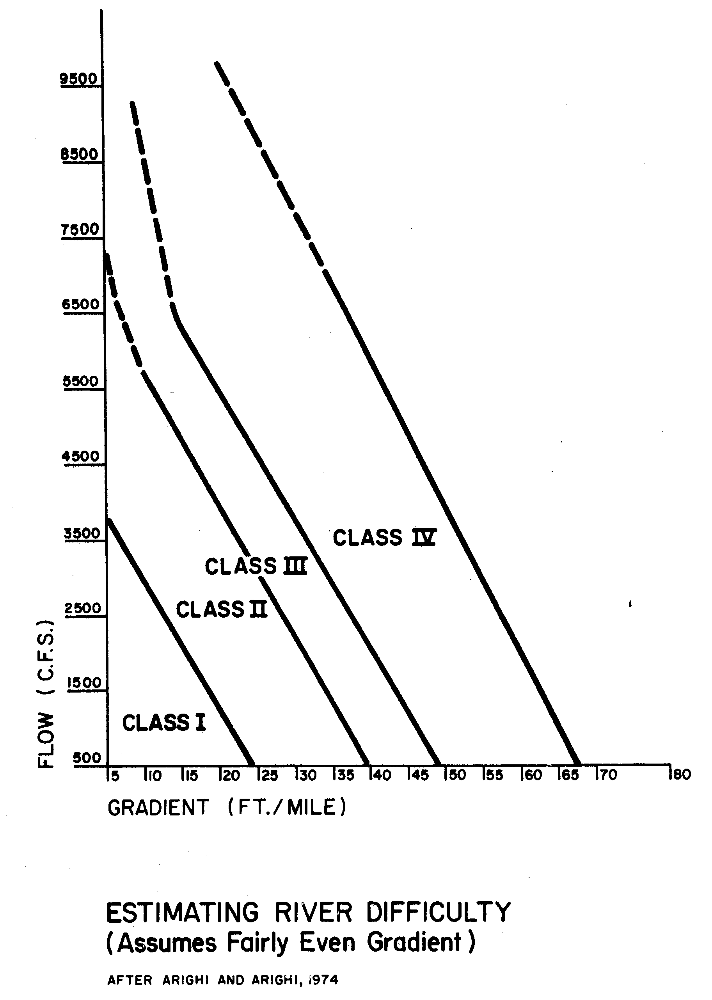 9500
8500
7500
6500
5500
4500
3500
2500
1500
500
CLASS IV
CLASS III
CLASS II
CLASS I
FLOW (C.F.S.)
5 10 15 20 25 30 35 40 45 50 55 60 65 70 80
GRADIENT (FT./MILE)
ESTIMATING RIVER DIFFICULTY
(Assumes Fairly Even Gradient)
AFTER ARIGHI AND ARIGHI, 1974